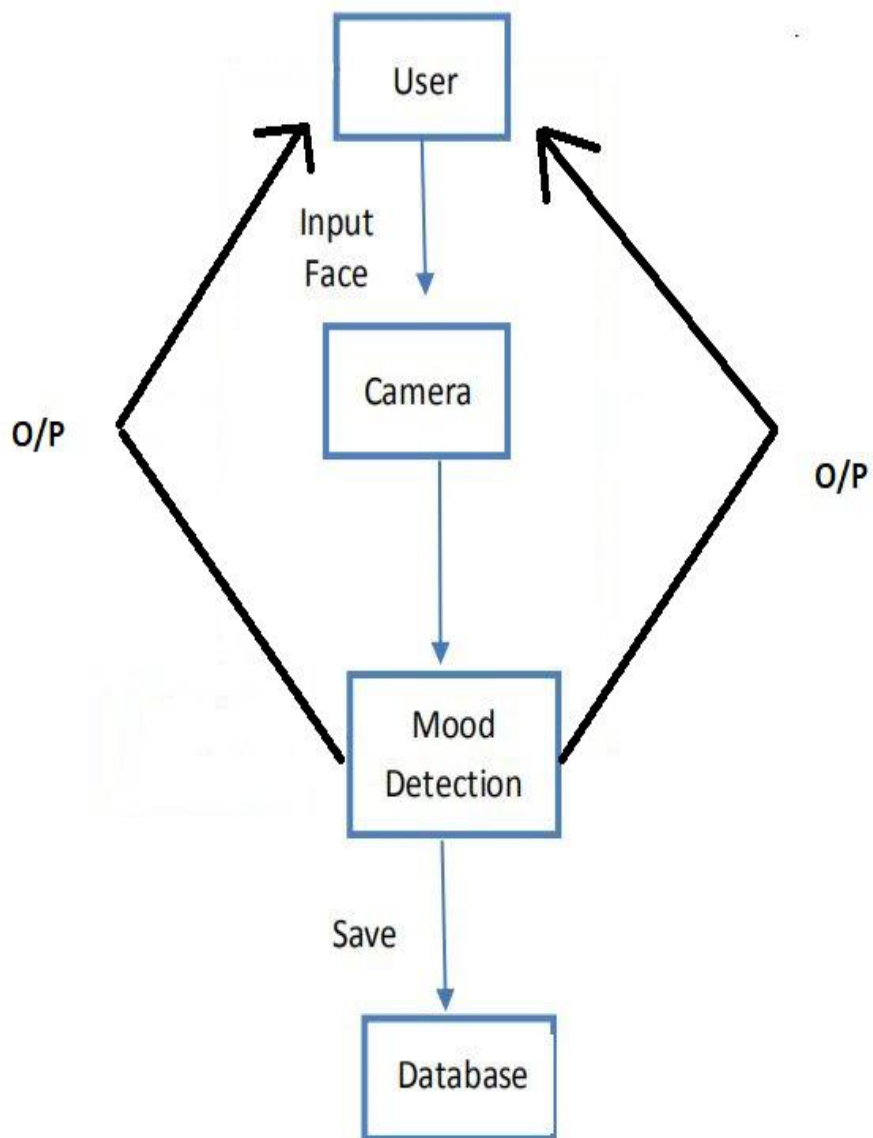 User
Input
Face
Camera
O/P
O/P
Mood
Detection
Save
Database